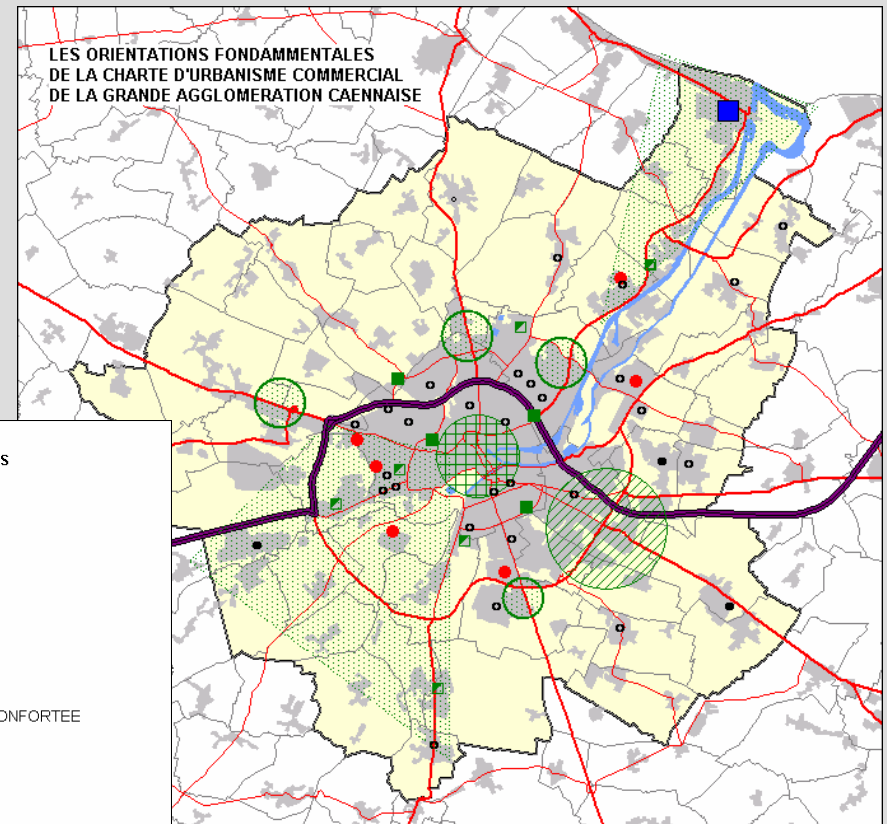 LES ORIENTATIONS FONDAMMENTALES
DE LA CHARTE D'URBANISME COMMERCIAL
DE LA GRANDE AGGLOMERATION CAENNAISE
s
ONFORTEE